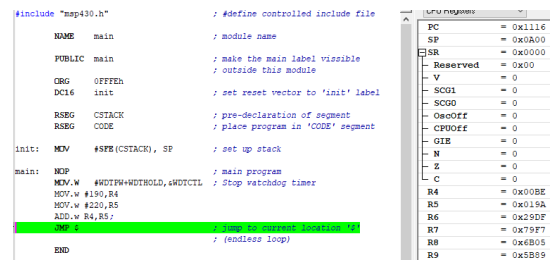 #include "msp430.h" ; #define controlled include file
NAME main ; module name
PUBLIC main ; make the main label vissible
; outside this module
ORG 0FFFEh
DC16 init ; set reset vector to 'init' label
RSEG CSTACK ; pre-declaration of segment
RSEG CODE ; place program in 'CODE' segment
init: MOV #SFE(CSTACK), SP ; set up stack
main: NOP ; main program
MOV.W #WDTPW+WDTHOLD,&WDTCTL ; Stop watchdog timer
MOV.w #190,R4
MOV.w #220,R5
ADD.w R4,R5;
JMP $ ; jump to current location '$'
; (endless loop)
END
CPU Registers
PC = 0x1116
SP = 0x0A00
SR = 0x0000
Reserved = 0x00
V = 0
SCG1 = 0
SCG0 = 0
OscOff = 0
CPUOff = 0
GIE = 0
N = 0
Z = 0
C = 0
R4 = 0x00BE
R5 = 0x019A
R6 = 0x29DF
R7 = 0x79F7
R8 = 0x6B05
R9 = 0x5B89